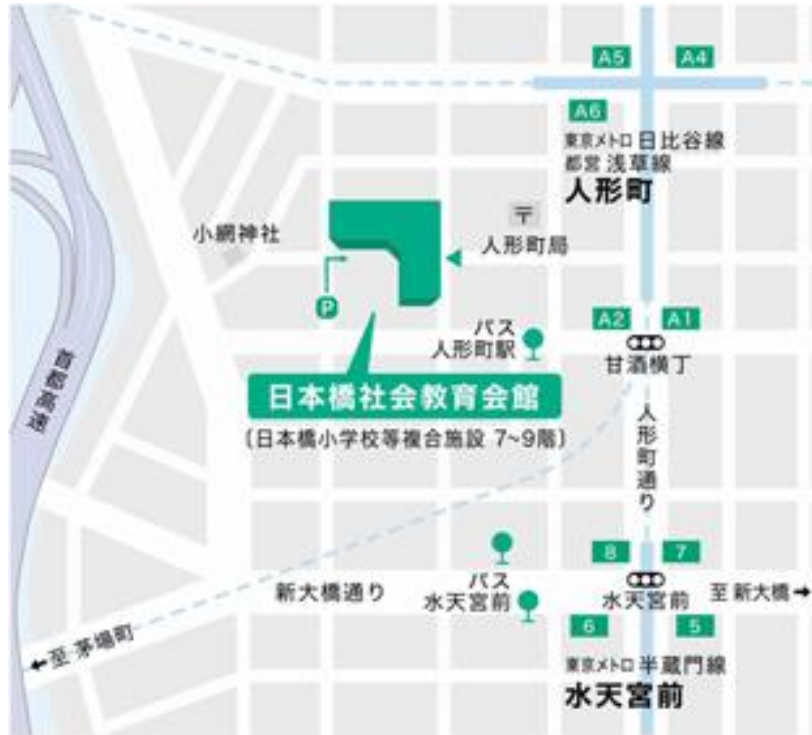 A5
A4
A6
東京メトロ 日比谷線
都営 浅草線
人形町
〒
人形町局
小網神社
P
バス
人形町駅
A2
A1
甘酒横丁
首都高速
日本橋社会教育会館
(日本橋小学校等複合施設 7~9階)
人形町通り
8
7
バス
水天宮前
新大橋通り
水天宮前
至 新大橋→
6
5
←至 茅場町
東京メトロ 半蔵門線
水天宮前